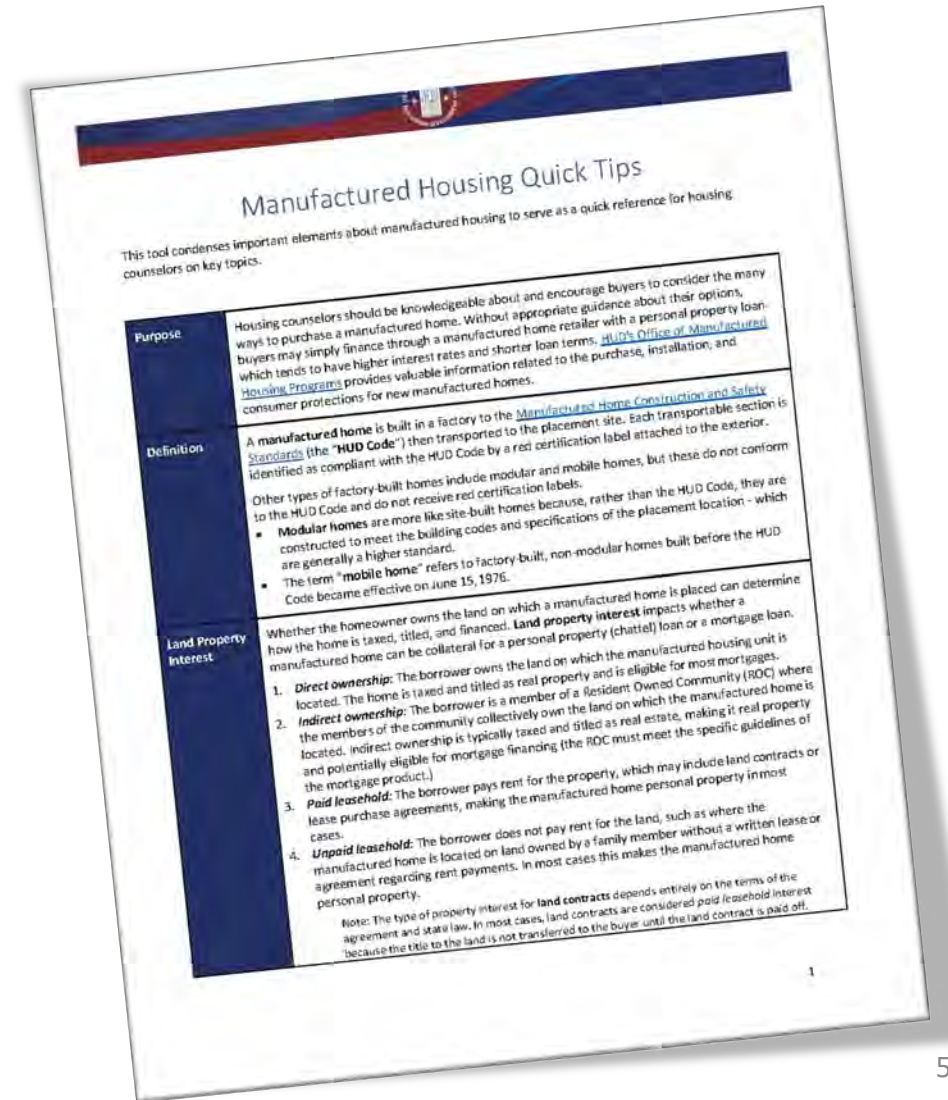 Manufactured Housing Quick Tips
This tool condenses important elements about manufactured housing to serve as a quick reference for housing
counselors on key topics.
Purpose
Housing counselors should be knowledgeable about and encourage buyers to consider the many
ways to purchase a manufactured home. Without appropriate guidance about their options,
buyers may simply finance through a manufactured home retailer with a personal property loan
which tends to have higher interest rates and shorter loan terms. HUD's Office of Manufactured
Housing Programs provides valuable information related to the purchase, installation, and
consumer protections for new manufactured homes.
Definition
A manufactured home is built in a factory to the Manufactured Home Construction and Safety
Standards (the "HUD Code") then transported to the placement site. Each transportable section is
identified as compliant with the HUD Code by a red certification label attached to the exterior.
Other types of factory-built homes include modular and mobile homes, but these do not conform
to the HUD Code and do not receive red certification labels.
▪ Modular homes are more like site-built homes because, rather than the HUD Code, they are
constructed to meet the building codes and specifications of the placement location - which
are generally a higher standard.
▪ The term "mobile home" refers to factory-built, non-modular homes built before the HUD
Code became effective on June 15, 1976.
Land Property
Interest
Whether the homeowner owns the land on which a manufactured home is placed can determine
how the home is taxed, titled, and financed. Land property interest impacts whether a
manufactured home can be collateral for a personal property (chattel) loan or a mortgage loan.
1. Direct ownership: The borrower owns the land on which the manufactured housing unit is
located. The home is taxed and titled as real property and is eligible for most mortgages.
2. Indirect ownership: The borrower is a member of a Resident Owned Community (ROC) where
the members of the community collectively own the land on which the manufactured home is
located. Indirect ownership is typically taxed and titled as real estate, making it real property
and potentially eligible for mortgage financing (the ROC must meet the specific guidelines of
the mortgage product.)
3. Paid leasehold: The borrower pays rent for the property, which may include land contracts or
lease purchase agreements, making the manufactured home personal property in most
cases.
4. Unpaid leasehold: The borrower does not pay rent for the land, such as where the
manufactured home is located on land owned by a family member without a written lease or
agreement regarding rent payments. In most cases this makes the manufactured home
personal property.
Note: The type of property interest for land contracts depends entirely on the terms of the
agreement and state law. In most cases, land contracts are considered paid leasehold interest
because the title to the land is not transferred to the buyer until the land contract is paid off.
1
5